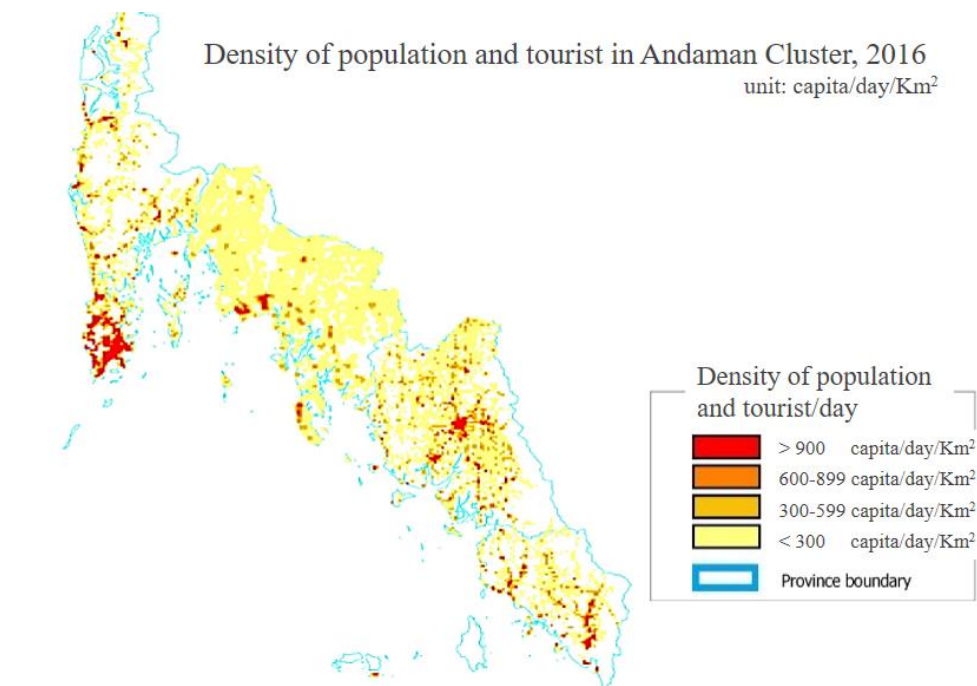 Density of population and tourist in Andaman Cluster, 2016
unit: capita/day/Km²
Density of population
and tourist/day
> 900 capita/day/Km²
600-899 capita/day/Km²
300-599 capita/day/Km²
< 300 capita/day/Km²
Province boundary